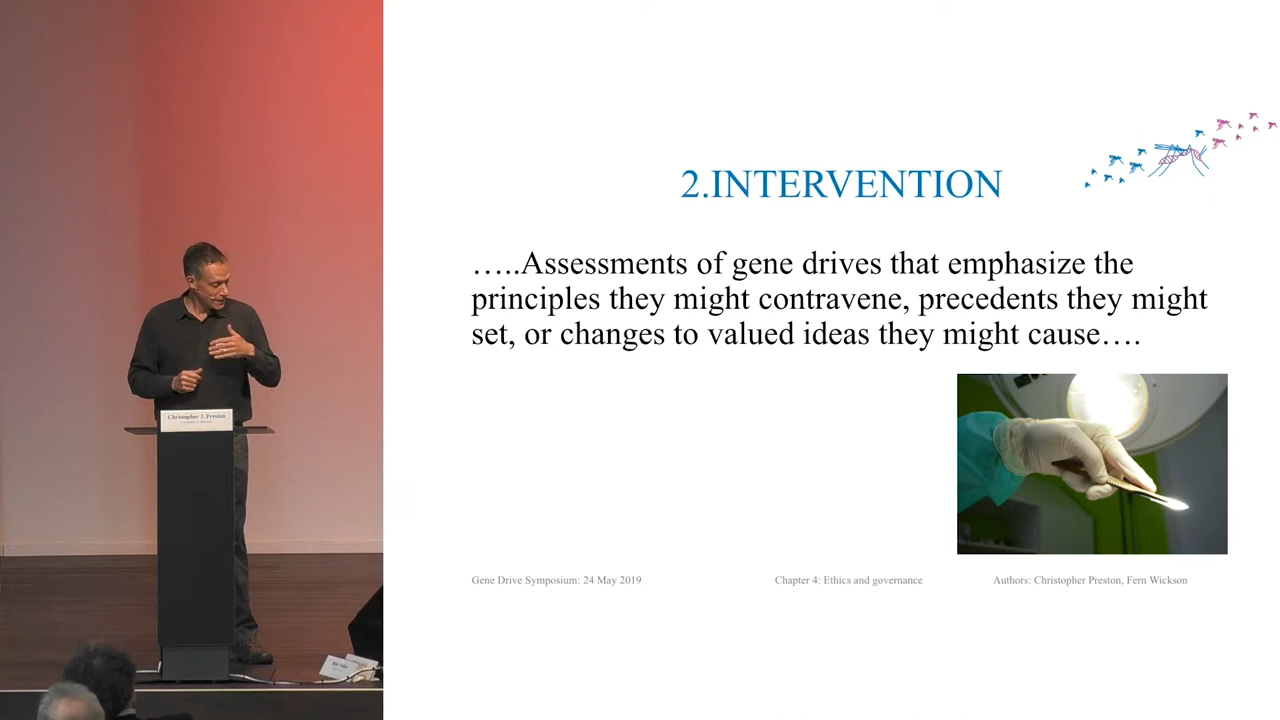 Christopher J. Preston
2.INTERVENTION
…..Assessments of gene drives that emphasize the
principles they might contravene, precedents they might
set, or changes to valued ideas they might cause….
Gene Drive Symposium: 24 May 2019
Chapter 4: Ethics and governance
Authors: Christopher Preston, Fern Wickson